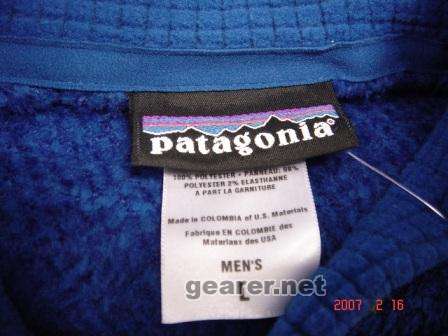 patagonia®
100% POLYESTER • PANNEAU: 98%
POLYESTER 2% ELASTHANNE
A PART LA GARNITURE
Made in COLOMBIA of U.S. Materials
Fabrique EN COLOMBIE des
Materiaux des USA
MEN'S
gearer.net
L
2007 2 16